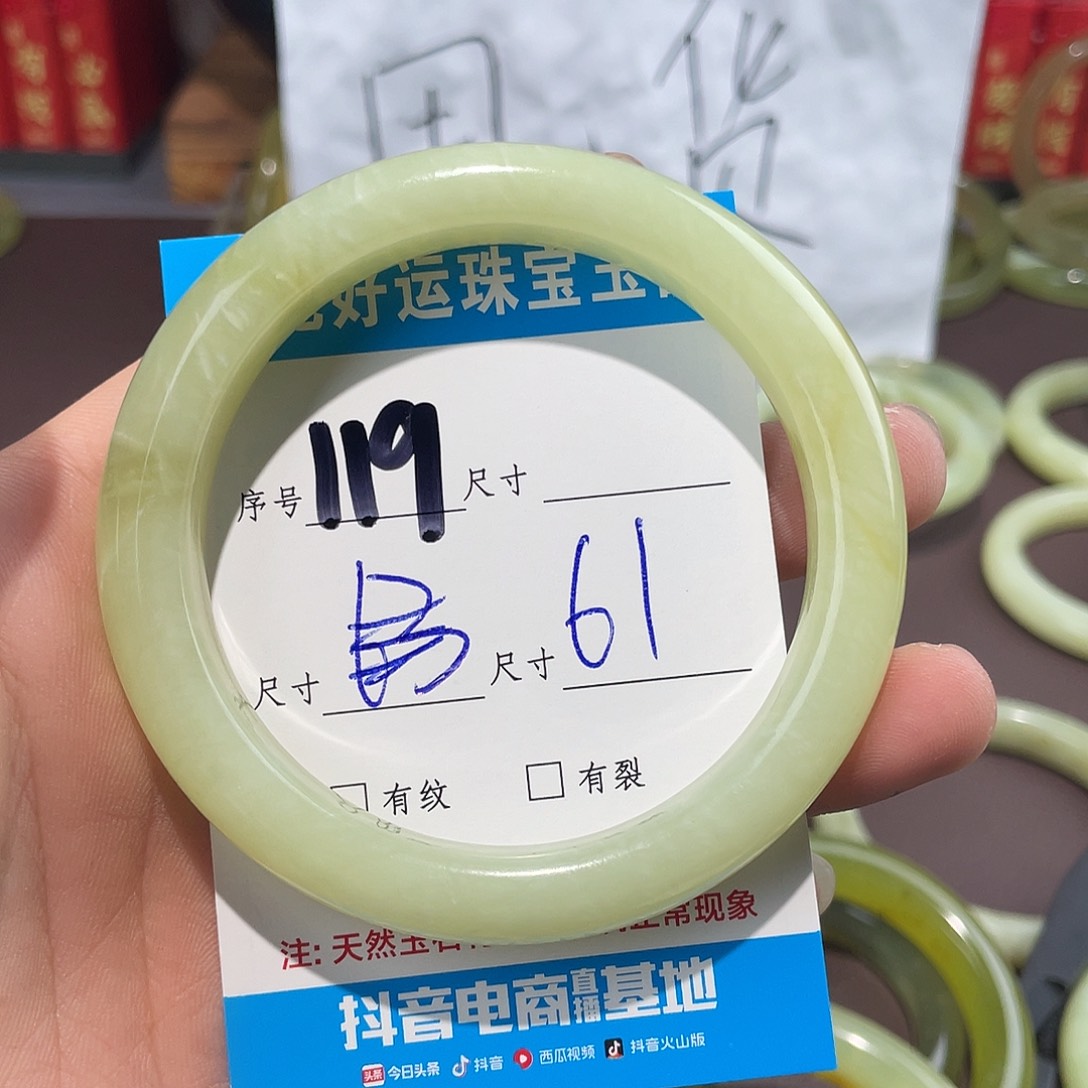 好运珠宝玉
序号 119 尺寸
尺寸 尺寸 61
有纹 有裂
注: 天然玉石 正常现象
抖音电商直播基地
头条 今日头条 抖音 西瓜视频 抖音火山版